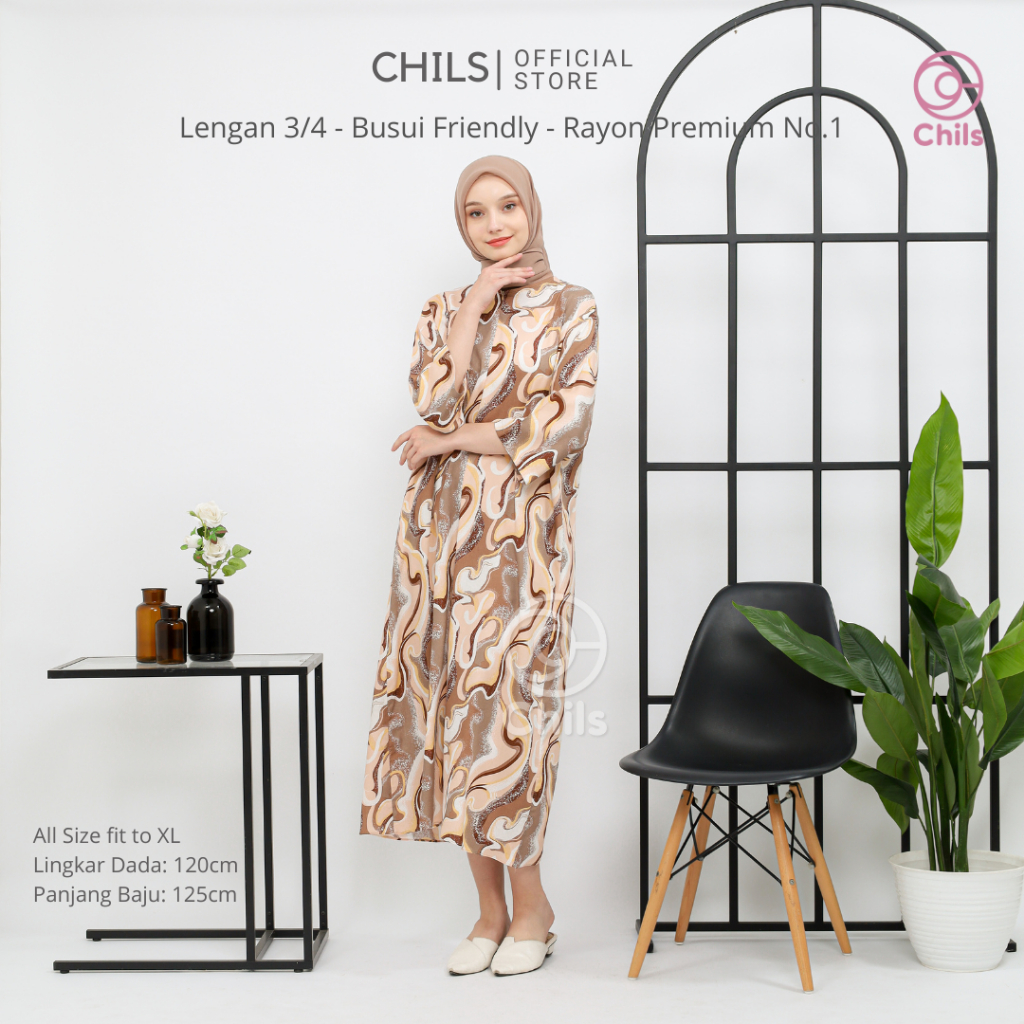 CHILS | OFFICIAL STORE
Lengan 3/4 - Busui Friendly - Rayon Premium No.1
Chils
Chils
All Size fit to XL
Lingkar Dada: 120cm
Panjang Baju: 125cm